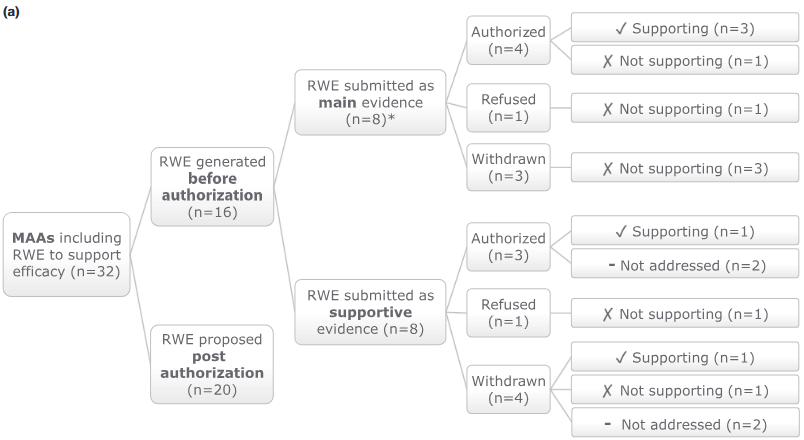 (a)
MAAs including
RWE to support
efficacy (n=32)
RWE generated
before
authorization
(n=16)
RWE proposed
post
authorization
(n=20)
RWE submitted as
main evidence
(n=8)*
Authorized
(n=4)
✓ Supporting (n=3)
✗ Not supporting (n=1)
Refused
(n=1)
✗ Not supporting (n=1)
Withdrawn
(n=3)
✗ Not supporting (n=3)
RWE submitted as
supportive
evidence (n=8)
Authorized
(n=3)
✓ Supporting (n=1)
- Not addressed (n=2)
Refused
(n=1)
✗ Not supporting (n=1)
Withdrawn
(n=4)
✓ Supporting (n=1)
✗ Not supporting (n=1)
- Not addressed (n=2)